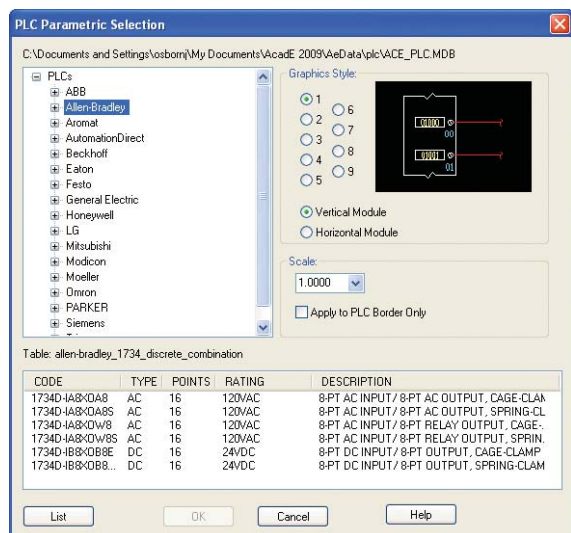 PLC Parametric Selection
C:\Documents and Settings\osbornj\My Documents\AcadE 2009\AeData\plc\ACE_PLC.MDB
PLCs
ABB
Allen-Bradley
Aromat
AutomationDirect
Beckhoff
Eaton
Festo
General Electric
Honeywell
LG
Mitsubishi
Modicon
Moeller
Omron
PARKER
Siemens
Graphics Style:
1
2
3
4
5
6
7
8
9
01000
00
01001
01
Vertical Module
Horizontal Module
Scale:
1.0000
Apply to PLC Border Only
Table: allen-bradley_1734_discrete_combination
CODE TYPE POINTS RATING DESCRIPTION
1734D-IA8XOA8 AC 16 120VAC 8-PT AC INPUT/ 8-PT AC OUTPUT, CAGE-CLAM
1734D-IA8XOA8S AC 16 120VAC 8-PT AC INPUT/ 8-PT AC OUTPUT, SPRING-CL
1734D-IA8XOW8 AC 16 120VAC 8-PT AC INPUT/ 8-PT RELAY OUTPUT, CAGE-.
1734D-IA8XOW8S AC 16 120VAC 8-PT AC INPUT/ 8-PT RELAY OUTPUT, SPRIN.
1734D-IB8XOB8E DC 16 24VDC 8-PT DC INPUT/ 8-PT OUTPUT, CAGE-CLAMP
1734D-IB8XOB8... DC 16 24VDC 8-PT DC INPUT/ 8-PT OUTPUT, SPRING-CLAM
List
OK
Cancel
Help